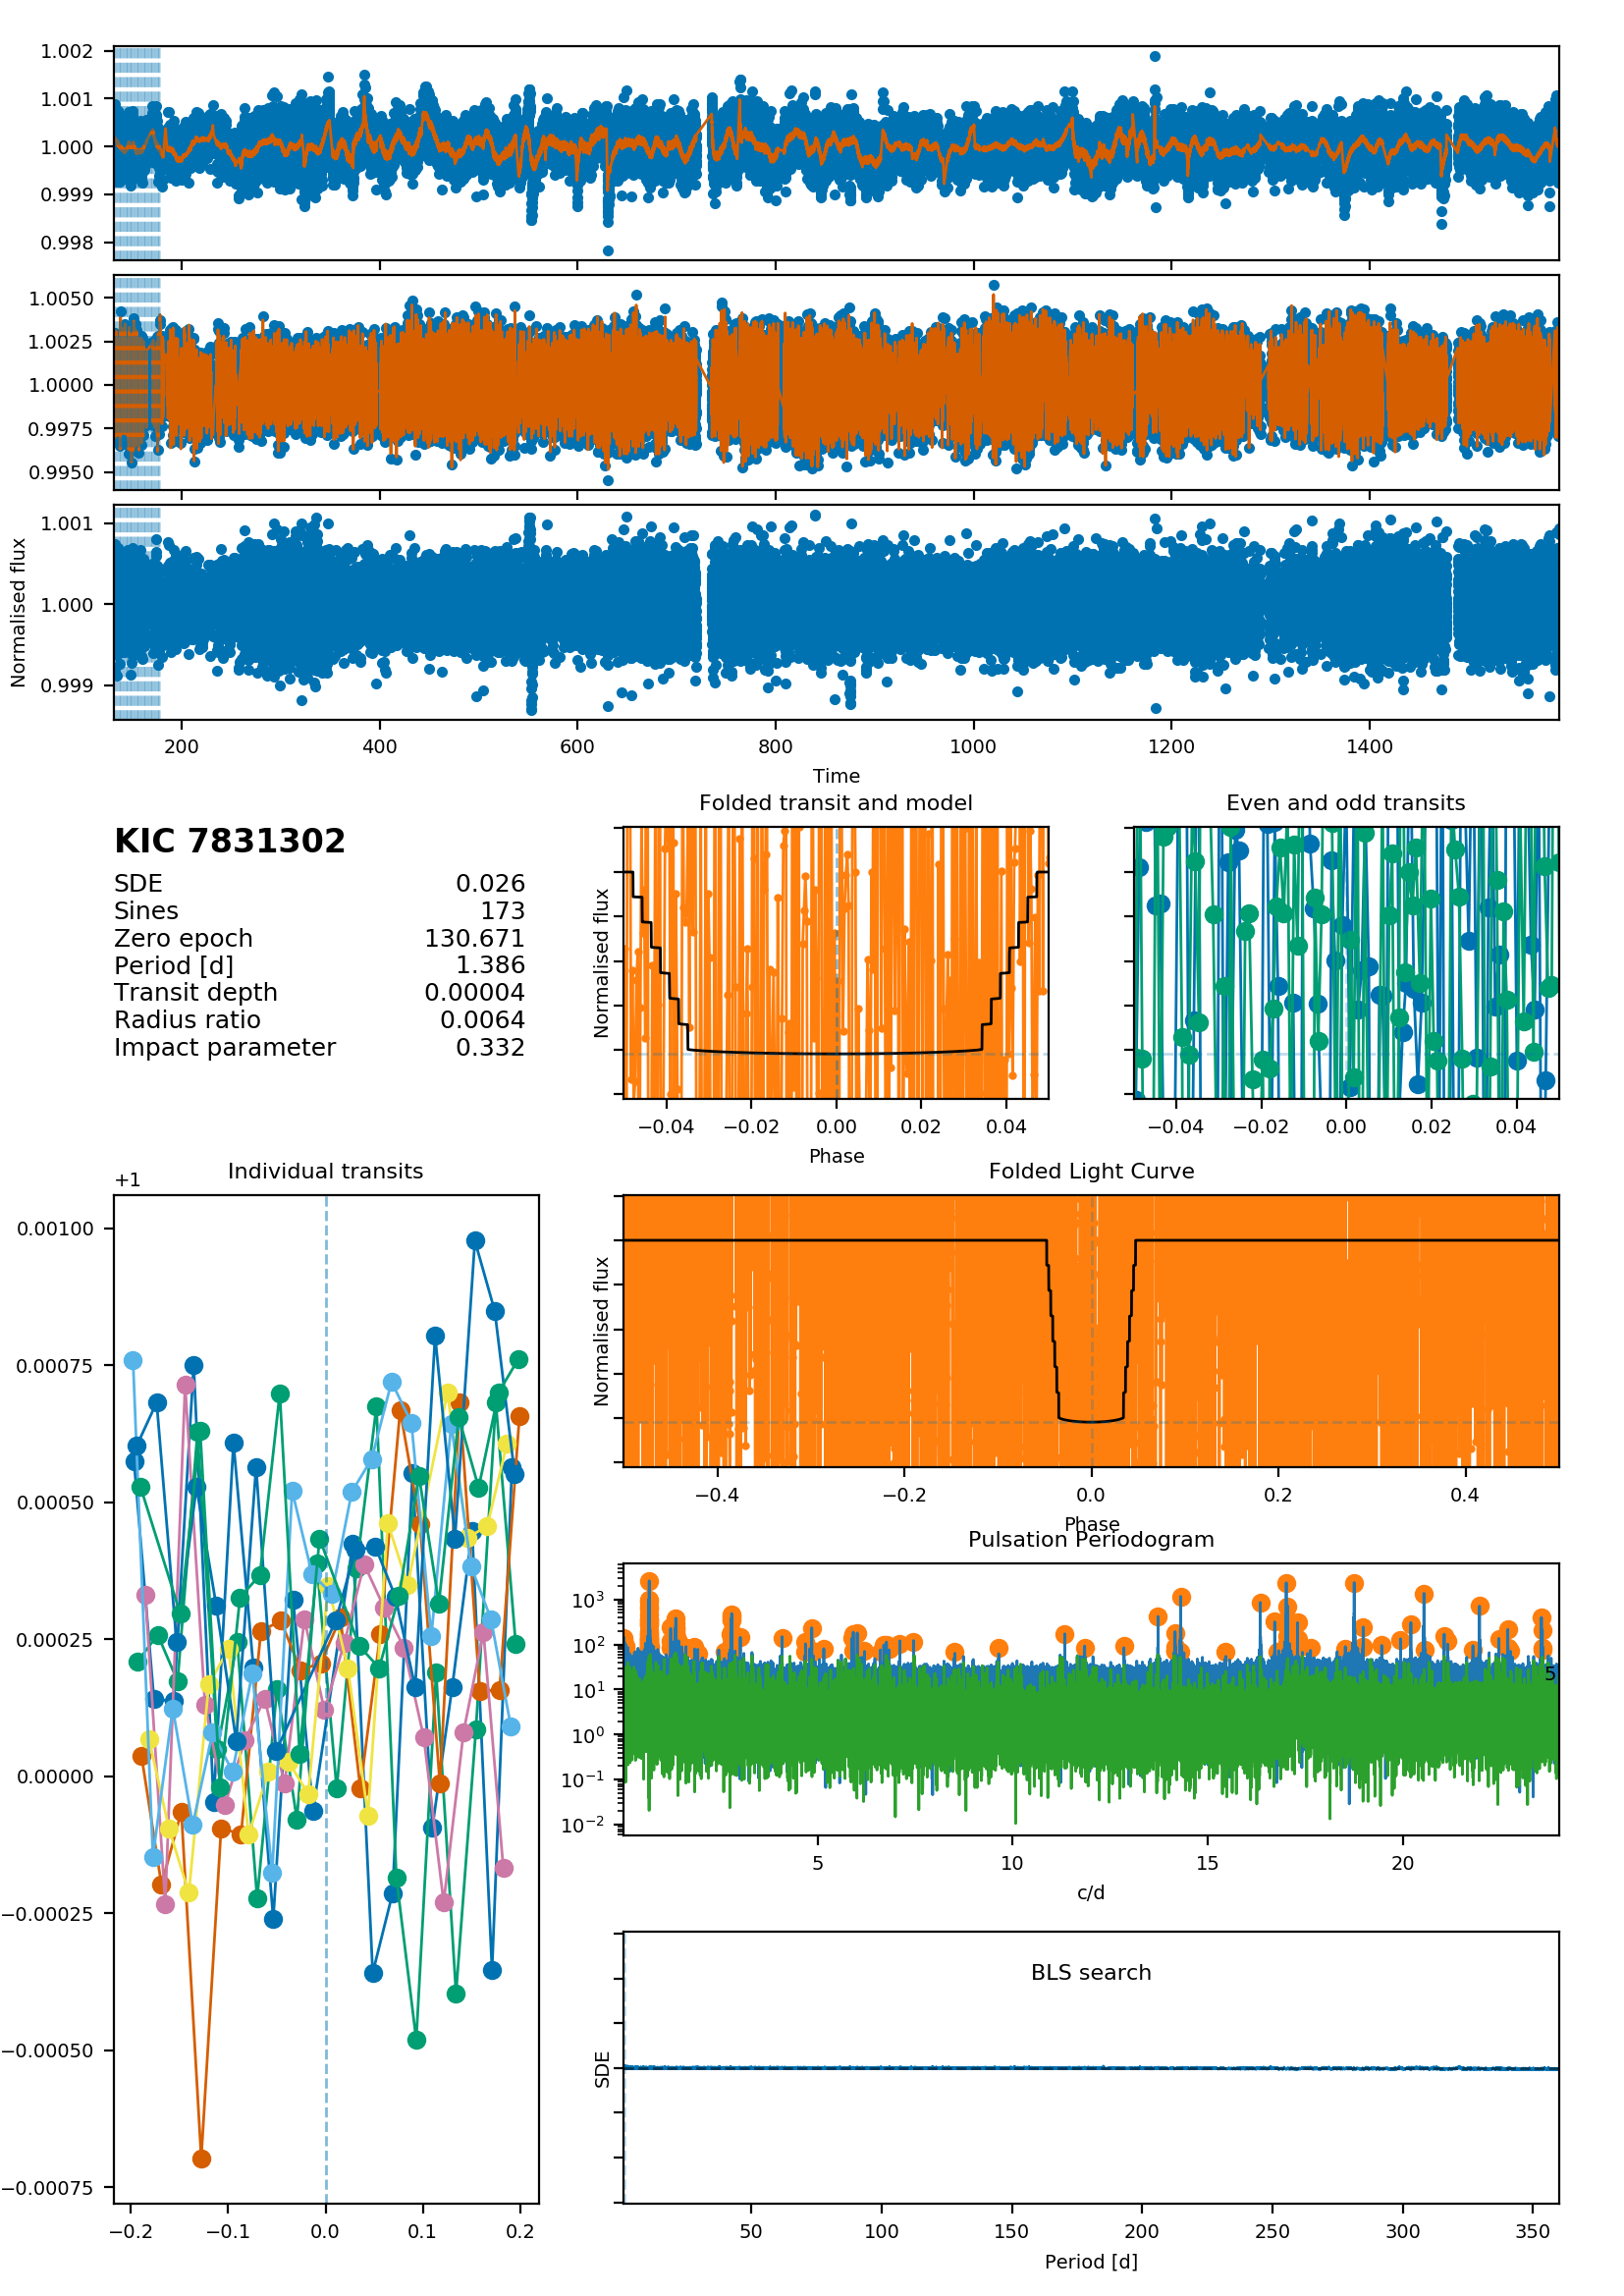 1.002
1.001
1.000
0.999
0.998
1.0050
1.0025
1.0000
0.9975
0.9950
1.001
1.000
0.999
Normalised flux
200 400 600 800 1000 1200 1400
Time
KIC 7831302
SDE 0.026
Sines 173
Zero epoch 130.671
Period [d] 1.386
Transit depth 0.00004
Radius ratio 0.0064
Impact parameter 0.332
Folded transit and model
Normalised flux
−0.04 −0.02 0.00 0.02 0.04
Phase
Even and odd transits
−0.04 −0.02 0.00 0.02 0.04
Individual transits
+1
0.00100
0.00075
0.00050
0.00025
0.00000
−0.00025
−0.00050
−0.00075
−0.2 −0.1 0.0 0.1 0.2
Folded Light Curve
Normalised flux
−0.4 −0.2 0.0 0.2 0.4
Phase
Pulsation Periodogram
10³
10²
10¹
10⁰
10⁻¹
10⁻²
5
5 10 15 20
c/d
BLS search
SDE
50 100 150 200 250 300 350
Period [d]